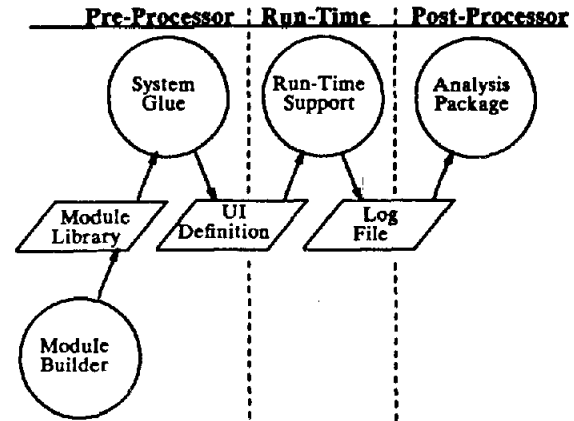 Pre-Processor Run-Time Post-Processor
System
Glue
Run-Time
Support
Analysis
Package
Module
Library
UI
Definition
Log
File
Module
Builder